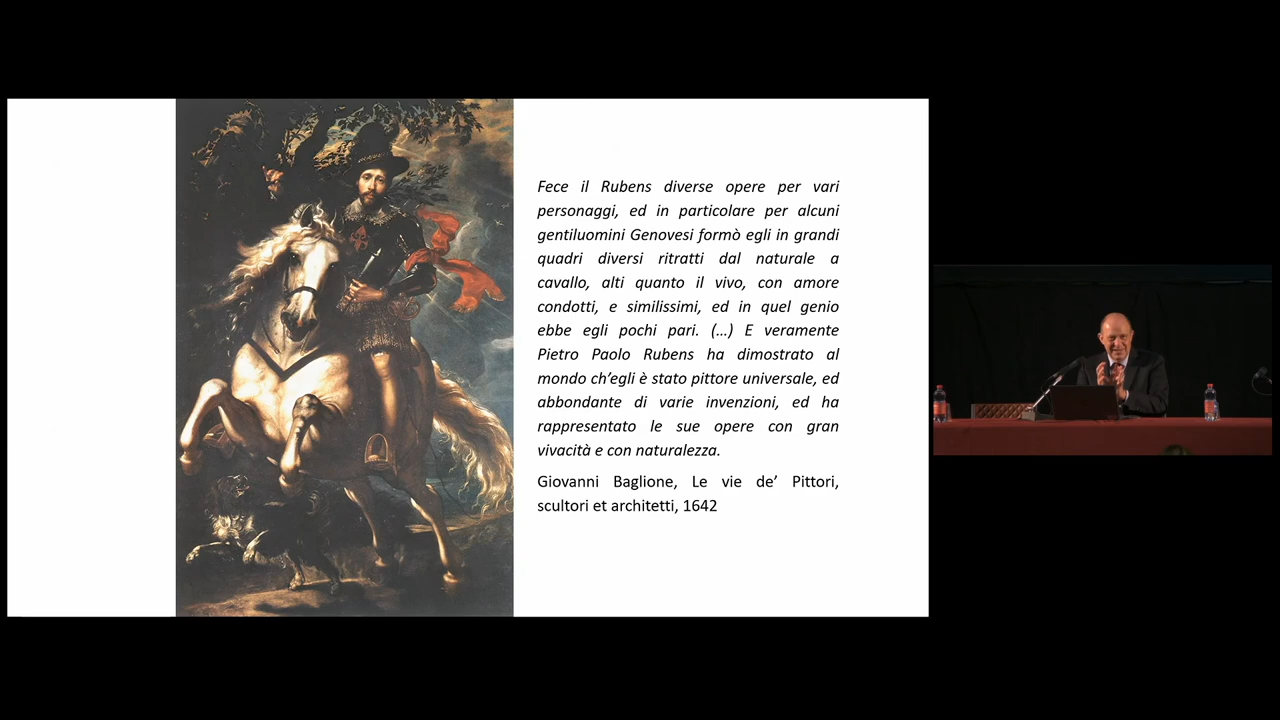 Fece il Rubens diverse opere per vari
personaggi, ed in particolare per alcuni
gentiluomini Genovesi formò egli in grandi
quadri diversi ritratti dal naturale a
cavallo, alti quanto il vivo, con amore
condotti, e similissimi, ed in quel genio
ebbe egli pochi pari. (…) E veramente
Pietro Paolo Rubens ha dimostrato al
mondo ch’egli è stato pittore universale, ed
abbondante di varie invenzioni, ed ha
rappresentato le sue opere con gran
vivacità e con naturalezza.
Giovanni Baglione, Le vie de’ Pittori,
scultori et architetti, 1642